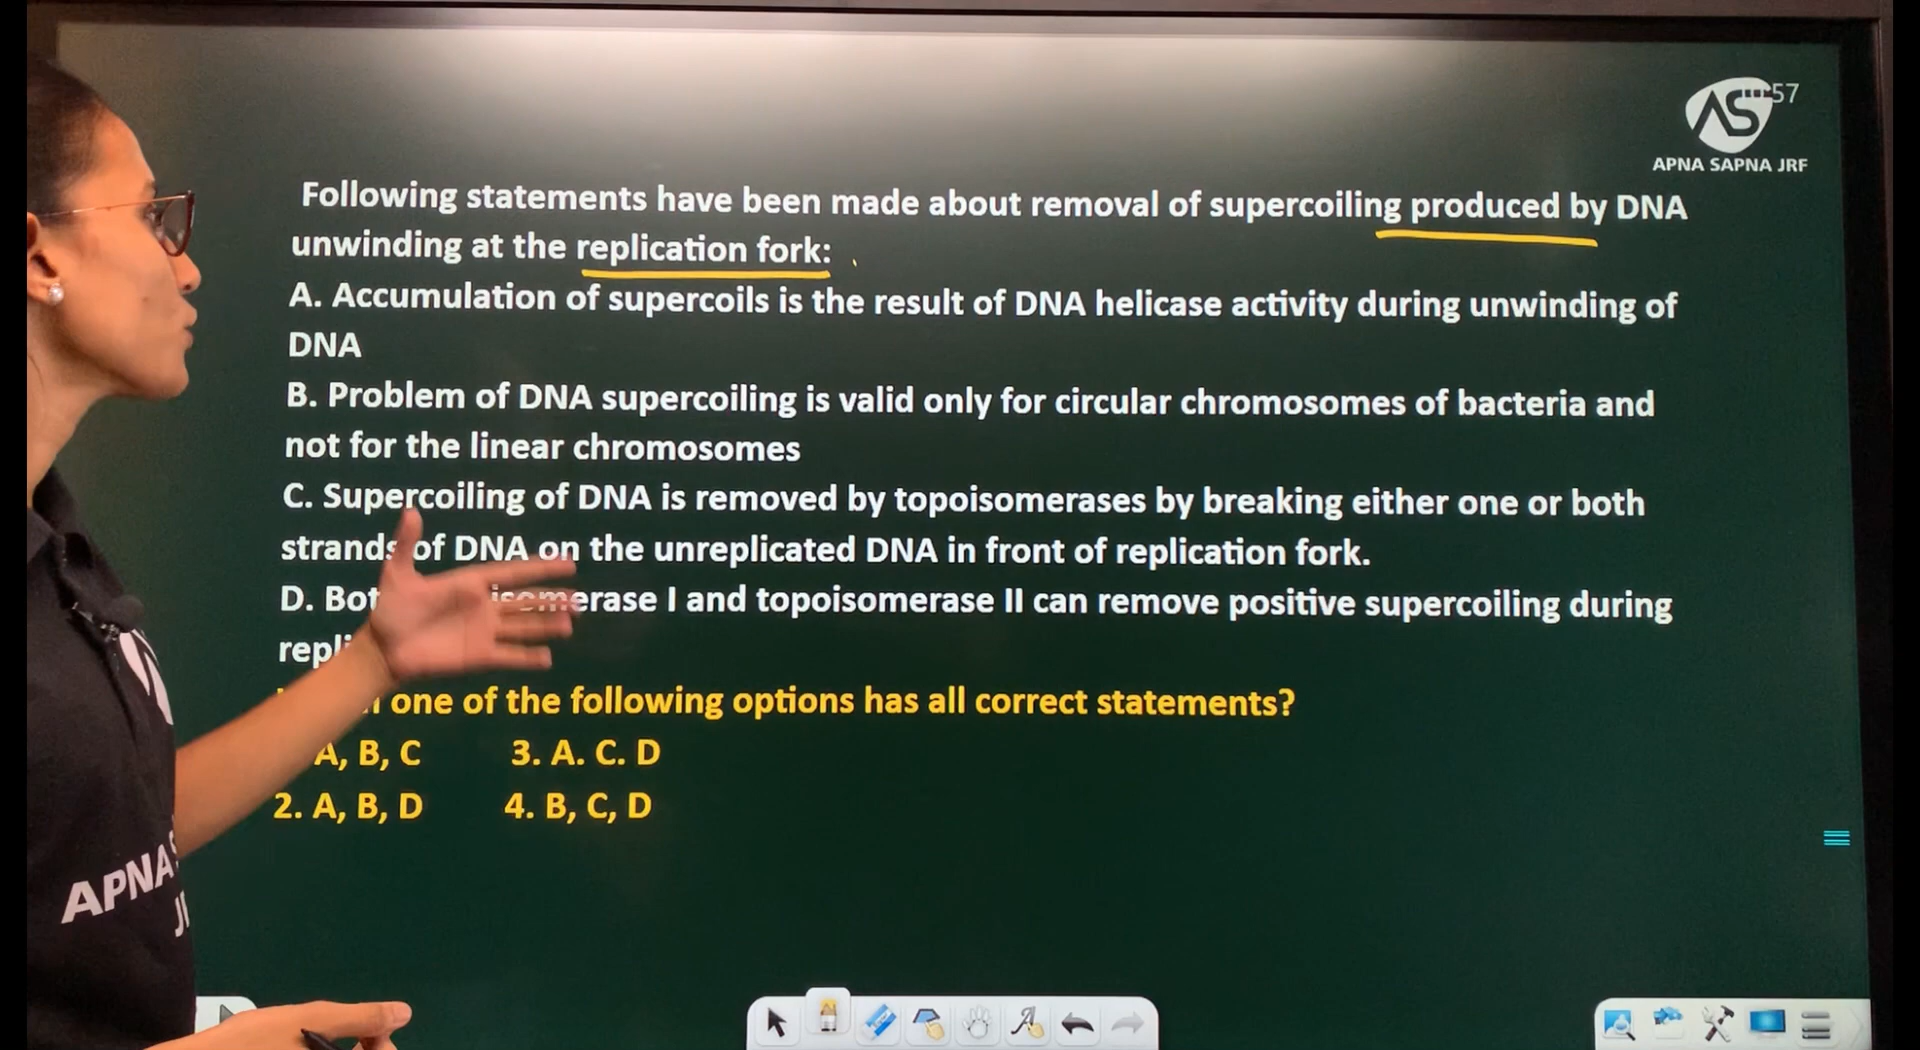 57
AS
APNA SAPNA JRF
Following statements have been made about removal of supercoiling produced by DNA
unwinding at the replication fork:
A. Accumulation of supercoils is the result of DNA helicase activity during unwinding of
DNA
B. Problem of DNA supercoiling is valid only for circular chromosomes of bacteria and
not for the linear chromosomes
C. Supercoiling of DNA is removed by topoisomerases by breaking either one or both
strands of DNA on the unreplicated DNA in front of replication fork.
D. isomerase I and topoisomerase II can remove positive supercoiling during
one of the following options has all correct statements?
A, B, C 3. A. C. D
2. A, B, D 4. B, C, D
APNA